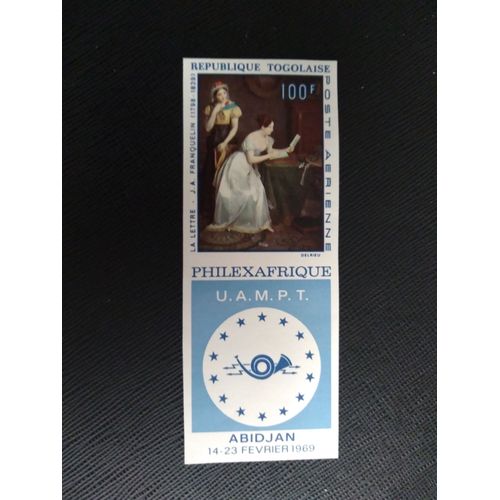 REPUBLIQUE TOGOLAISE
100F
POSTE AERIENNE
LA LETTRE - J.A. FRANQUELIN (1798-1839)
DELRIEU
PHILEXAFRIQUE
U.A.M.P.T.
ABIDJAN
14-23 FEVRIER 1969